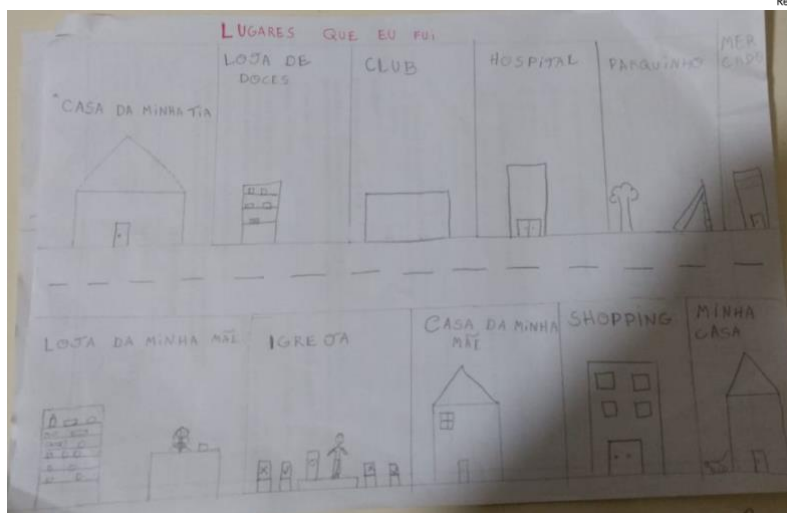 Re
LUGARES QUE EU FUI
CASA DA MINHA TIA
LOJA DE
DOCES
CLUB
HOSPITAL
PARQUINHO
MER
CADO
LOJA DA MINHA MÃE
IGREJA
CASA DA MINHA
MÃE
SHOPPING
MINHA
CASA